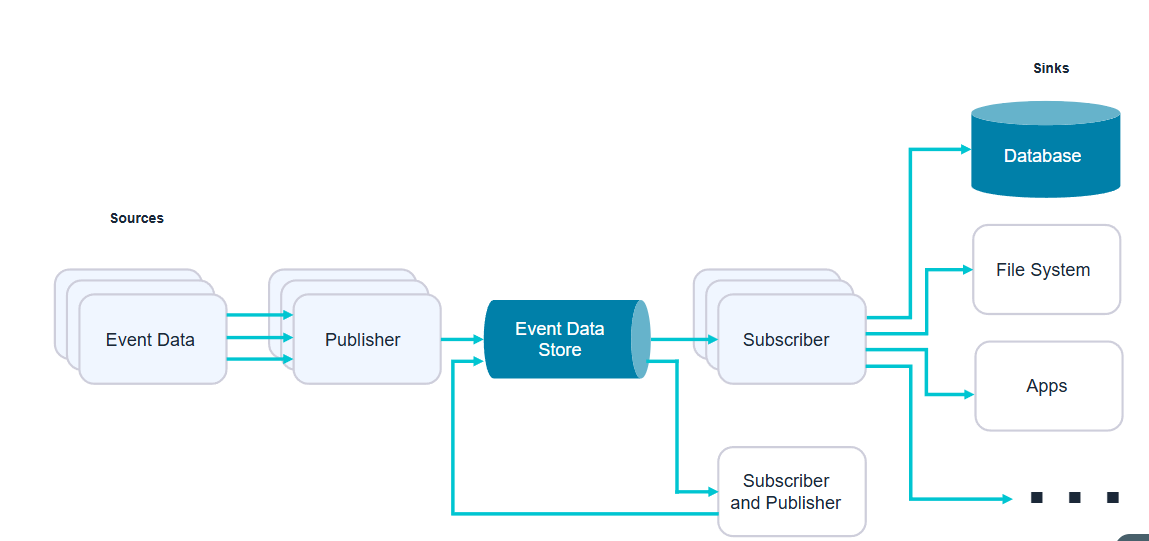 Sinks
Database
Sources
File System
Event Data
Publisher
Event Data
Store
Subscriber
Apps
Subscriber
and Publisher